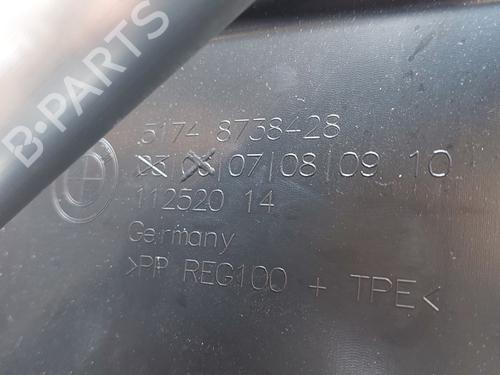 B-PARTS
5174 8738428
05 06|07|08|09 10
112520 14
Germany
>PP REG100 + TPE<